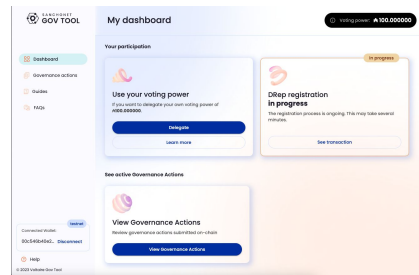 SANCHONET
GOV TOOL
My dashboard
Voting power: ₳100.000000
Dashboard
Governance actions
Guides
FAQs
Your participation
In progress
Use your voting power
If you want to delegate your own voting power of
₳100.000000.
Delegate
Learn more
DRep registration
in progress
The registration process is ongoing. This may take several
minutes.
See transaction
See active Governance Actions
View Governance Actions
Review governance actions submitted on-chain
View Governance Actions
testnet
Connected Wallet:
Disconnect
Help
© 2023 Voltaire Gov Tool